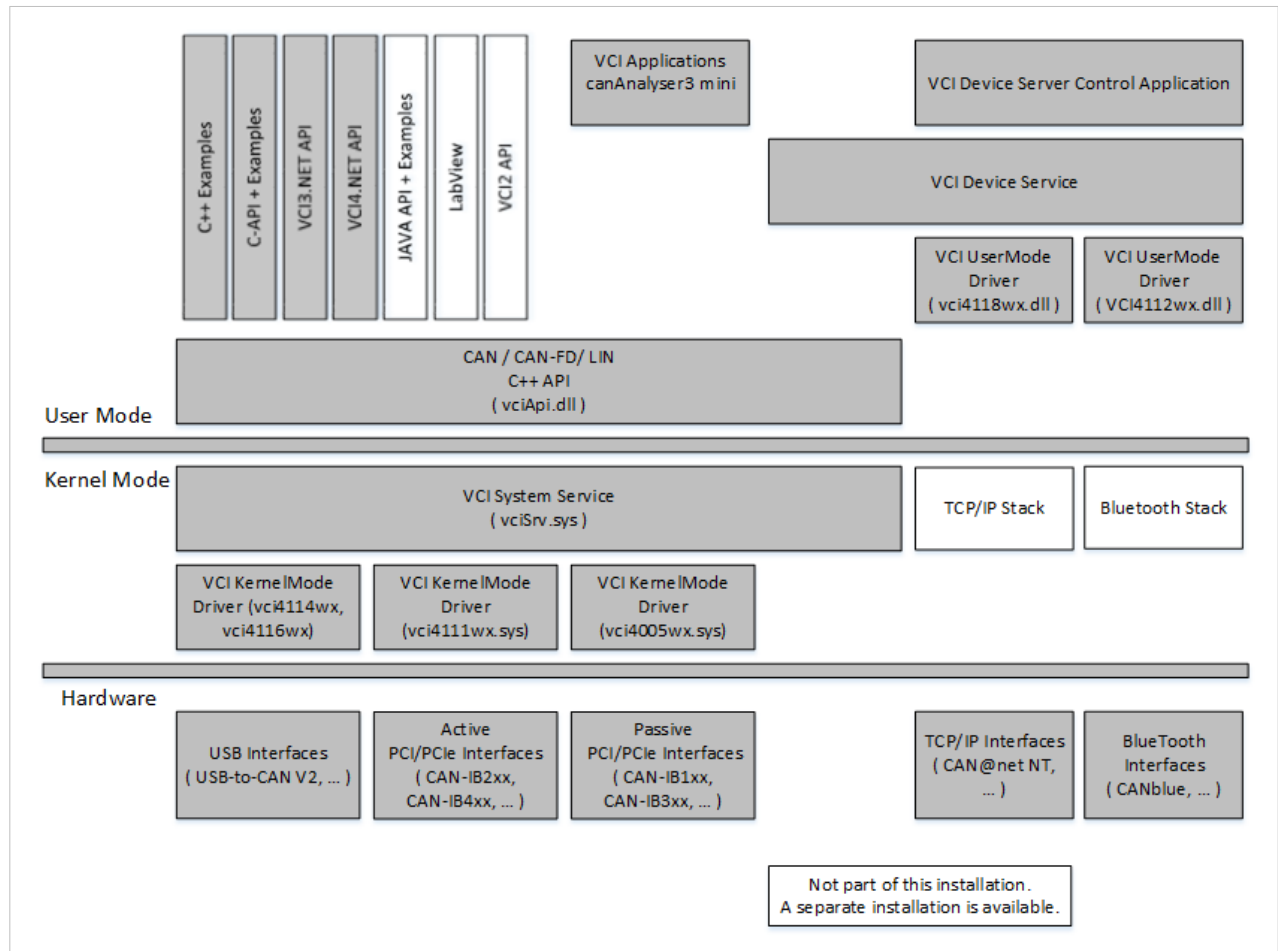 C++ Examples
C-API + Examples
VCI3.NET API
VCI4.NET API
JAVA API + Examples
LabView
VCI2 API
VCI Applications
canAnalyser3 mini
VCI Device Server Control Application
VCI Device Service
VCI UserMode
Driver
( vci4118wx.dll )
VCI UserMode
Driver
( VCI4112wx.dll )
CAN / CAN-FD/ LIN
C++ API
( vciApi.dll )
User Mode
Kernel Mode
VCI System Service
( vciSrv.sys )
TCP/IP Stack
Bluetooth Stack
VCI KernelMode
Driver (vci4114wx,
vci4116wx)
VCI KernelMode
Driver
(vci4111wx.sys)
VCI KernelMode
Driver
(vci4005wx.sys)
Hardware
USB Interfaces
( USB-to-CAN V2, ... )
Active
PCI/PCIe Interfaces
( CAN-IB2xx,
CAN-IB4xx, ... )
Passive
PCI/PCIe Interfaces
( CAN-IB1xx,
CAN-IB3xx, ... )
TCP/IP Interfaces
( CAN@net NT,
... )
BlueTooth
Interfaces
( CANblue, ... )
Not part of this installation.
A separate installation is available.